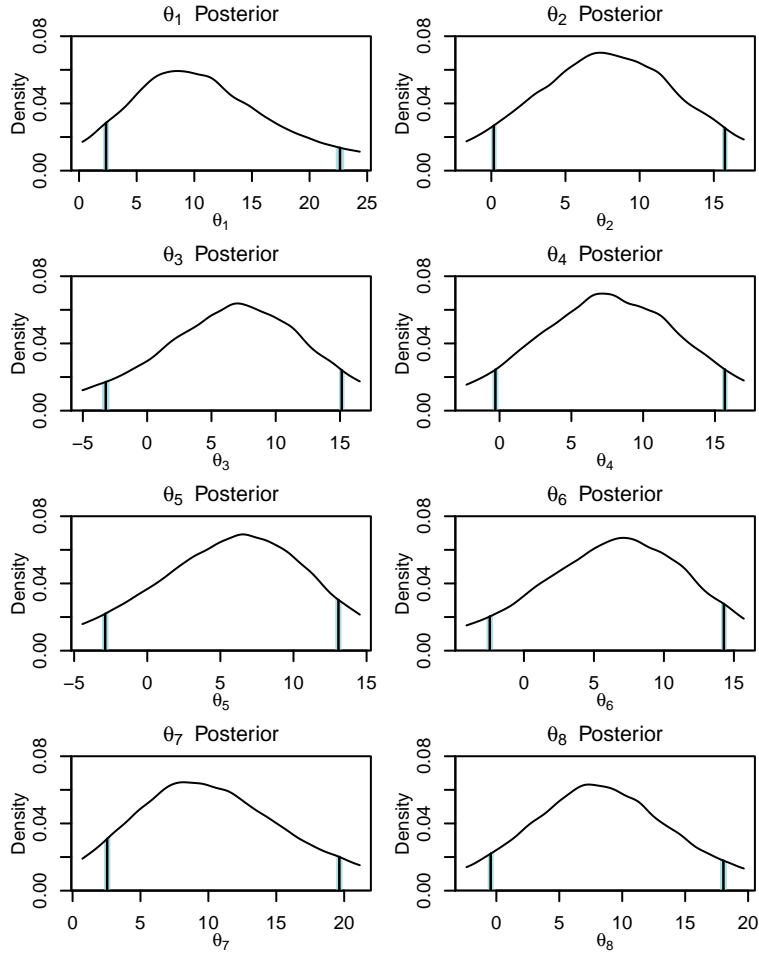 θ1 Posterior
Density
0.00 0.04 0.08
0 5 10 15 20 25
θ1
θ2 Posterior
Density
0.00 0.04 0.08
0 5 10 15
θ2
θ3 Posterior
Density
0.00 0.04 0.08
−5 0 5 10 15
θ3
θ4 Posterior
Density
0.00 0.04 0.08
0 5 10 15
θ4
θ5 Posterior
Density
0.00 0.04 0.08
−5 0 5 10 15
θ5
θ6 Posterior
Density
0.00 0.04 0.08
0 5 10 15
θ6
θ7 Posterior
Density
0.00 0.04 0.08
0 5 10 15 20
θ7
θ8 Posterior
Density
0.00 0.04 0.08
0 5 10 15 20
θ8